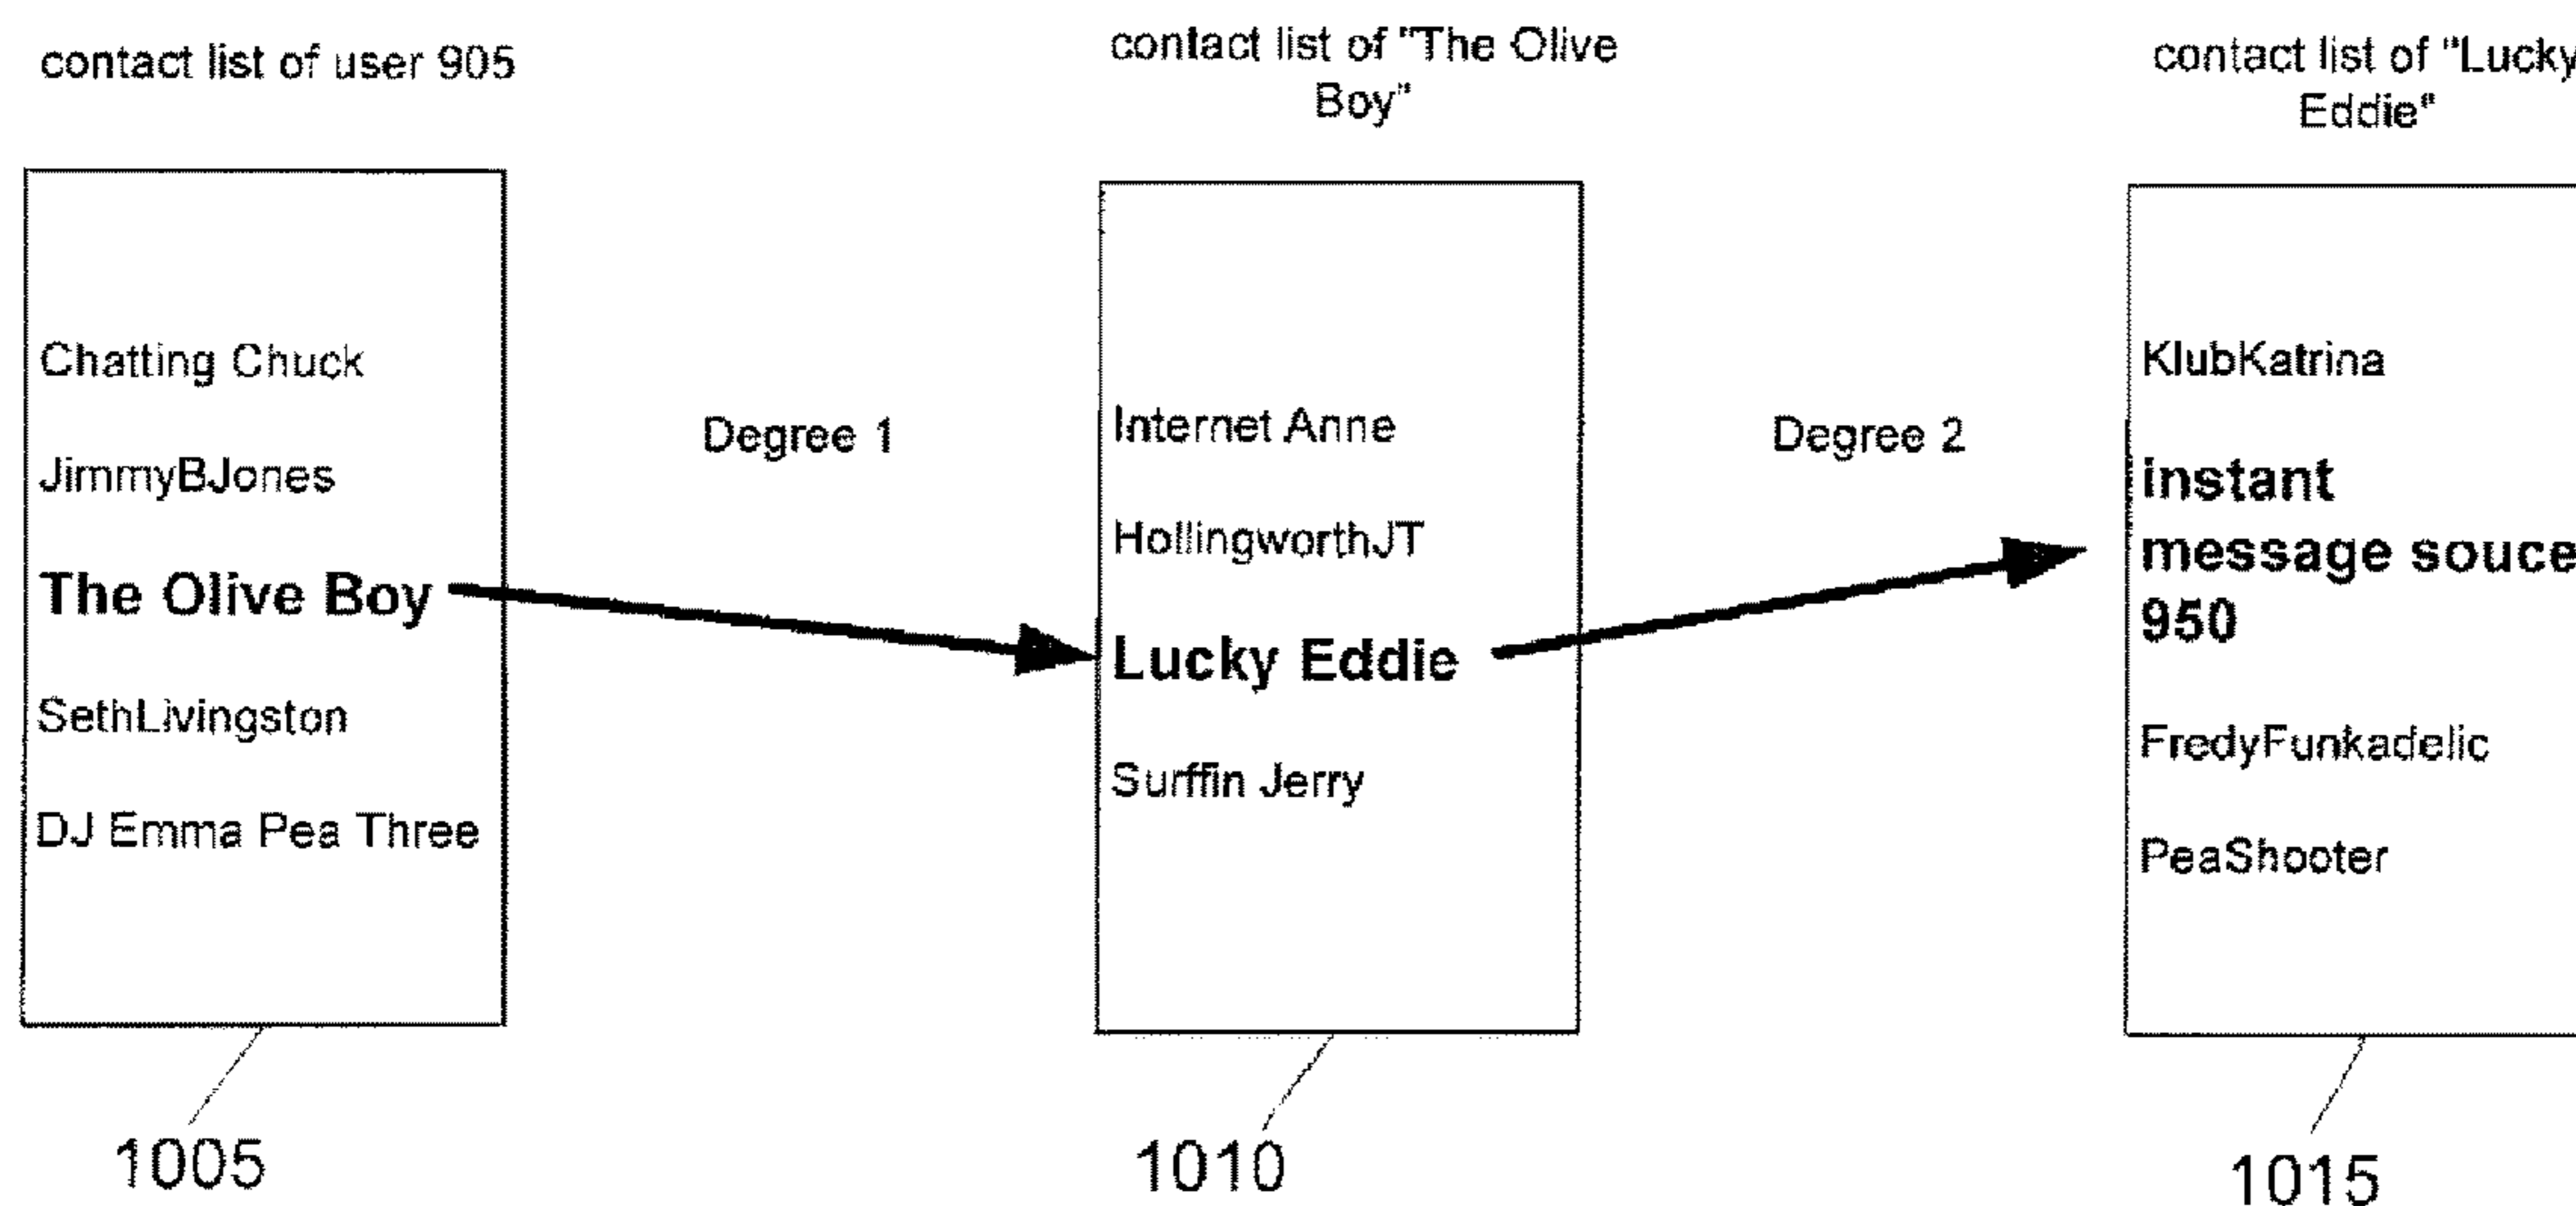 contact list of user 905
contact list of "The Olive
Boy"
contact list of "Lucky
Eddie"
Chatting Chuck
JimmyBJones
The Olive Boy
SethLivingston
DJ Emma Pea Three
Degree 1
Internet Anne
HollingworthJT
Lucky Eddie
Surffin Jerry
Degree 2
KlubKatrina
instant
message souce
950
FredyFunkadelic
PeaShooter
1005
1010
1015